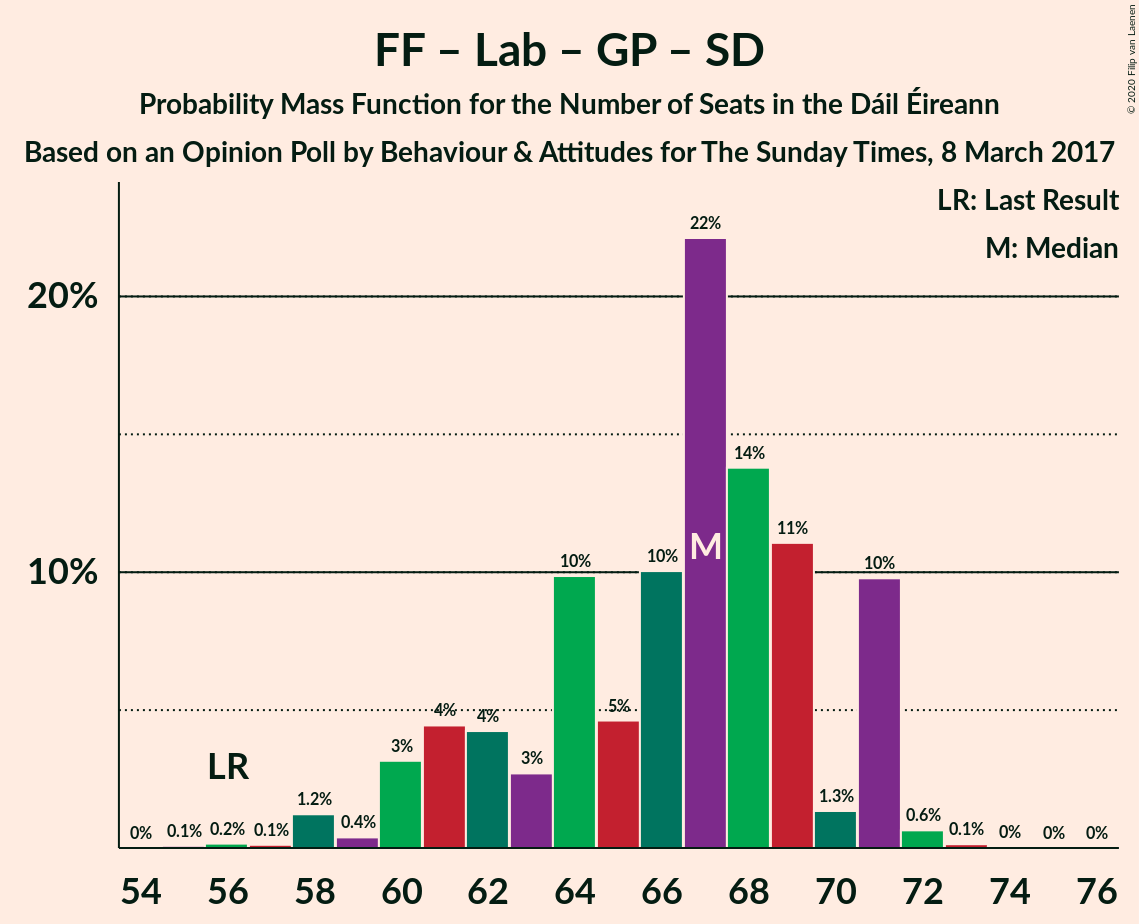 FF – Lab – GP – SD
Probability Mass Function for the Number of Seats in the Dáil Éireann
Based on an Opinion Poll by Behaviour & Attitudes for The Sunday Times, 8 March 2017
© 2020 Filip van Laenen
LR: Last Result
M: Median
20%
10%
0%
0.1%
0.2%
0.1%
1.2%
0.4%
3%
4%
4%
3%
10%
5%
10%
22%
14%
11%
1.3%
10%
0.6%
0.1%
0%
0%
0%
LR
M
54 56 58 60 62 64 66 68 70 72 74 76